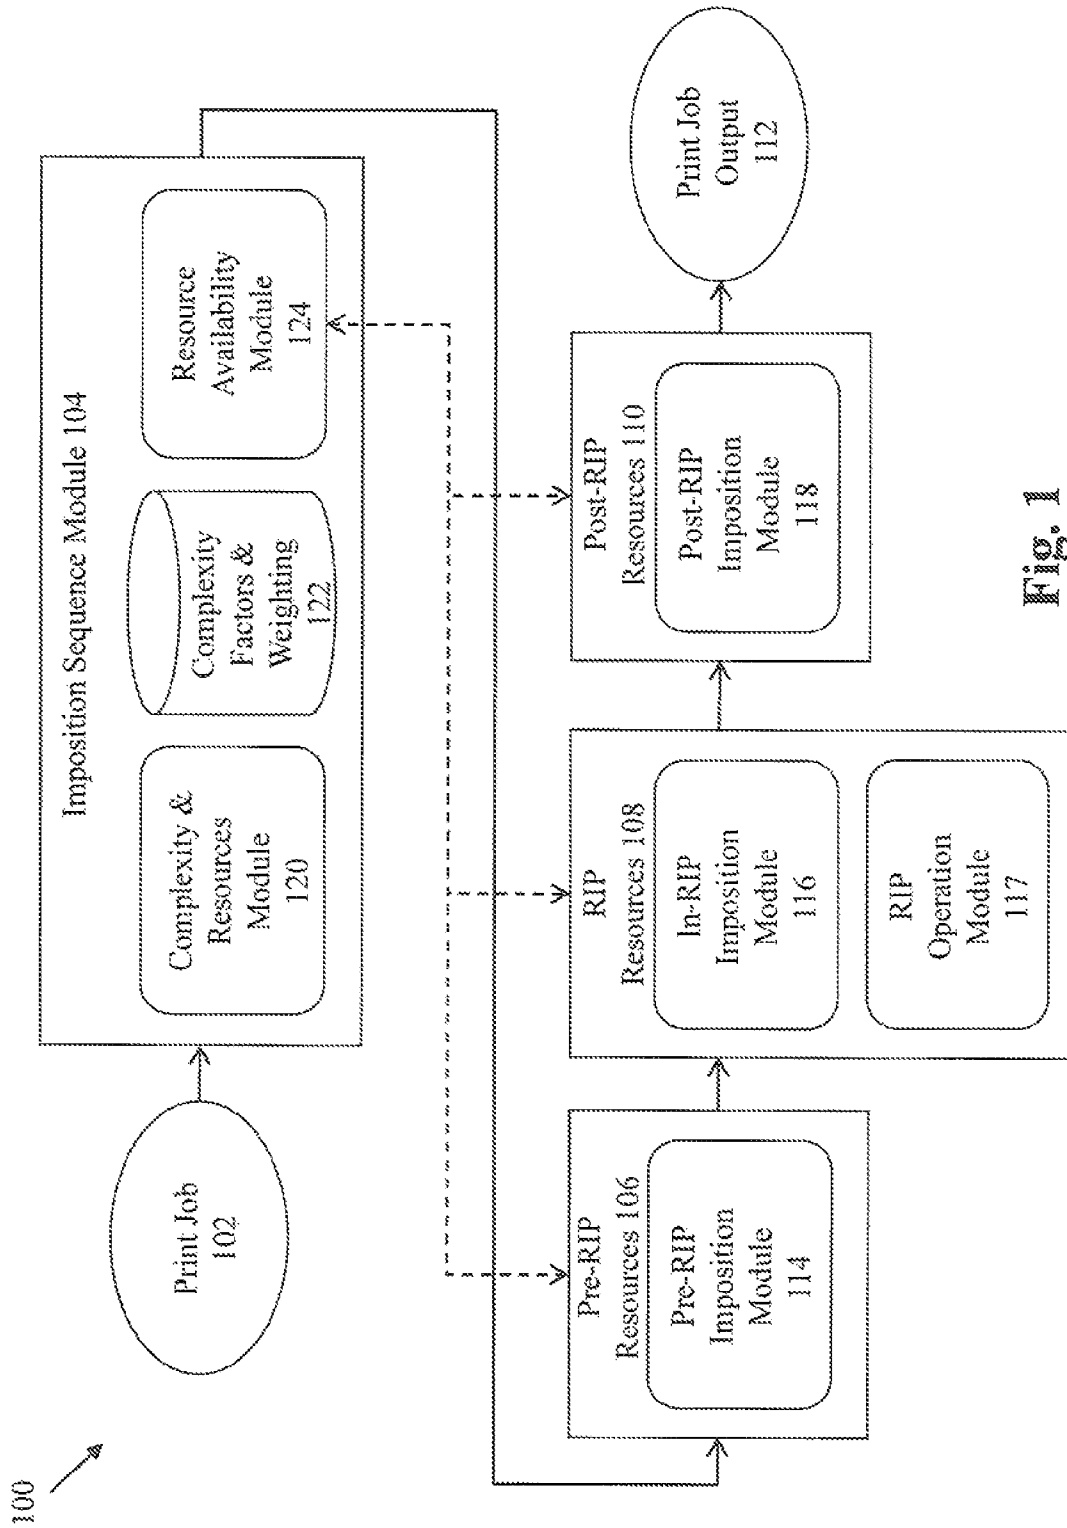 100
Print Job
102
Imposition Sequence Module 104
Complexity &
Resources
Module
120
Complexity
Factors &
Weighting
122
Resource
Availability
Module
124
Pre-RIP
Resources 106
Pre-RIP
Imposition
Module
114
RIP
Resources 108
In-RIP
Imposition
Module
116
RIP
Operation
Module
117
Post-RIP
Resources 110
Post-RIP
Imposition
Module
118
Print Job
Output
112
Fig. 1